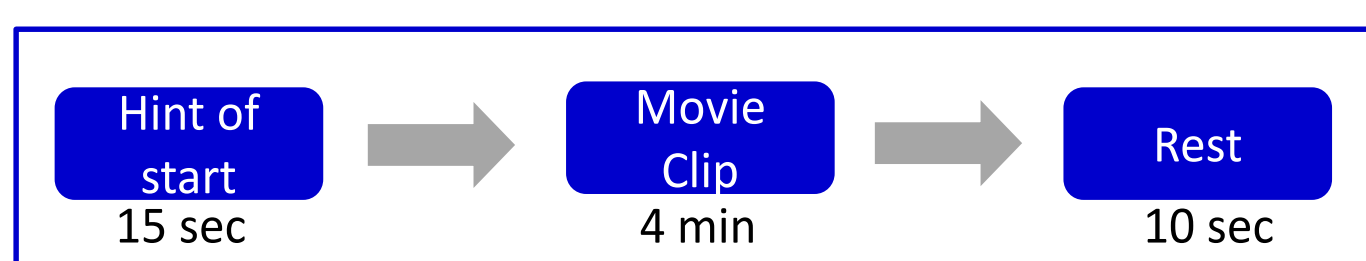 Hint of
start
15 sec
Movie
Clip
4 min
Rest
10 sec